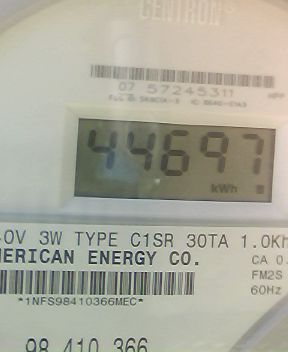 CENTRON
07 57245311
44697
kWh
0V 3W TYPE C1SR 30TA 1.0Kh
MERICAN ENERGY CO.
CA 0.
FM2S
*1NFS98410366MEC*
60Hz
98 410 366